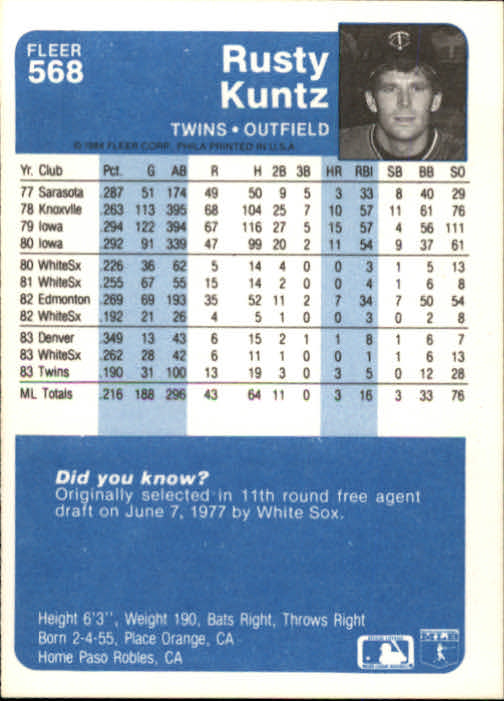 FLEER
568
Rusty
Kuntz
TWINS • OUTFIELD
© 1984 FLEER CORP. PHILA PRINTED IN U.S.A.
Yr. Club Pct. G AB R H 2B 3B HR RBI SB BB SO
77 Sarasota .287 51 174 49 50 9 5 3 33 8 40 29
78 Knoxvlle .263 113 395 68 104 25 7 10 57 11 61 76
79 Iowa .294 122 394 67 116 27 5 15 57 4 56 111
80 Iowa .292 91 339 47 99 20 2 11 54 9 37 61
80 WhiteSx .226 36 62 5 14 4 0 0 3 1 5 13
81 WhiteSx .255 67 55 15 14 2 0 0 4 1 6 8
82 Edmonton .269 69 193 35 52 11 2 7 34 7 50 54
82 WhiteSx .192 21 26 4 5 1 0 0 3 0 2 8
83 Denver .349 13 43 6 15 2 1 1 8 1 6 7
83 WhiteSx .262 28 42 6 11 1 0 0 1 1 6 13
83 Twins .190 31 100 13 19 3 0 3 5 0 12 28
ML Totals .216 188 296 43 64 11 0 3 16 3 33 76
Did you know?
Originally selected in 11th round free agent
draft on June 7, 1977 by White Sox.
Height 6'3", Weight 190, Bats Right, Throws Right
Born 2-4-55, Place Orange, CA
Home Paso Robles, CA